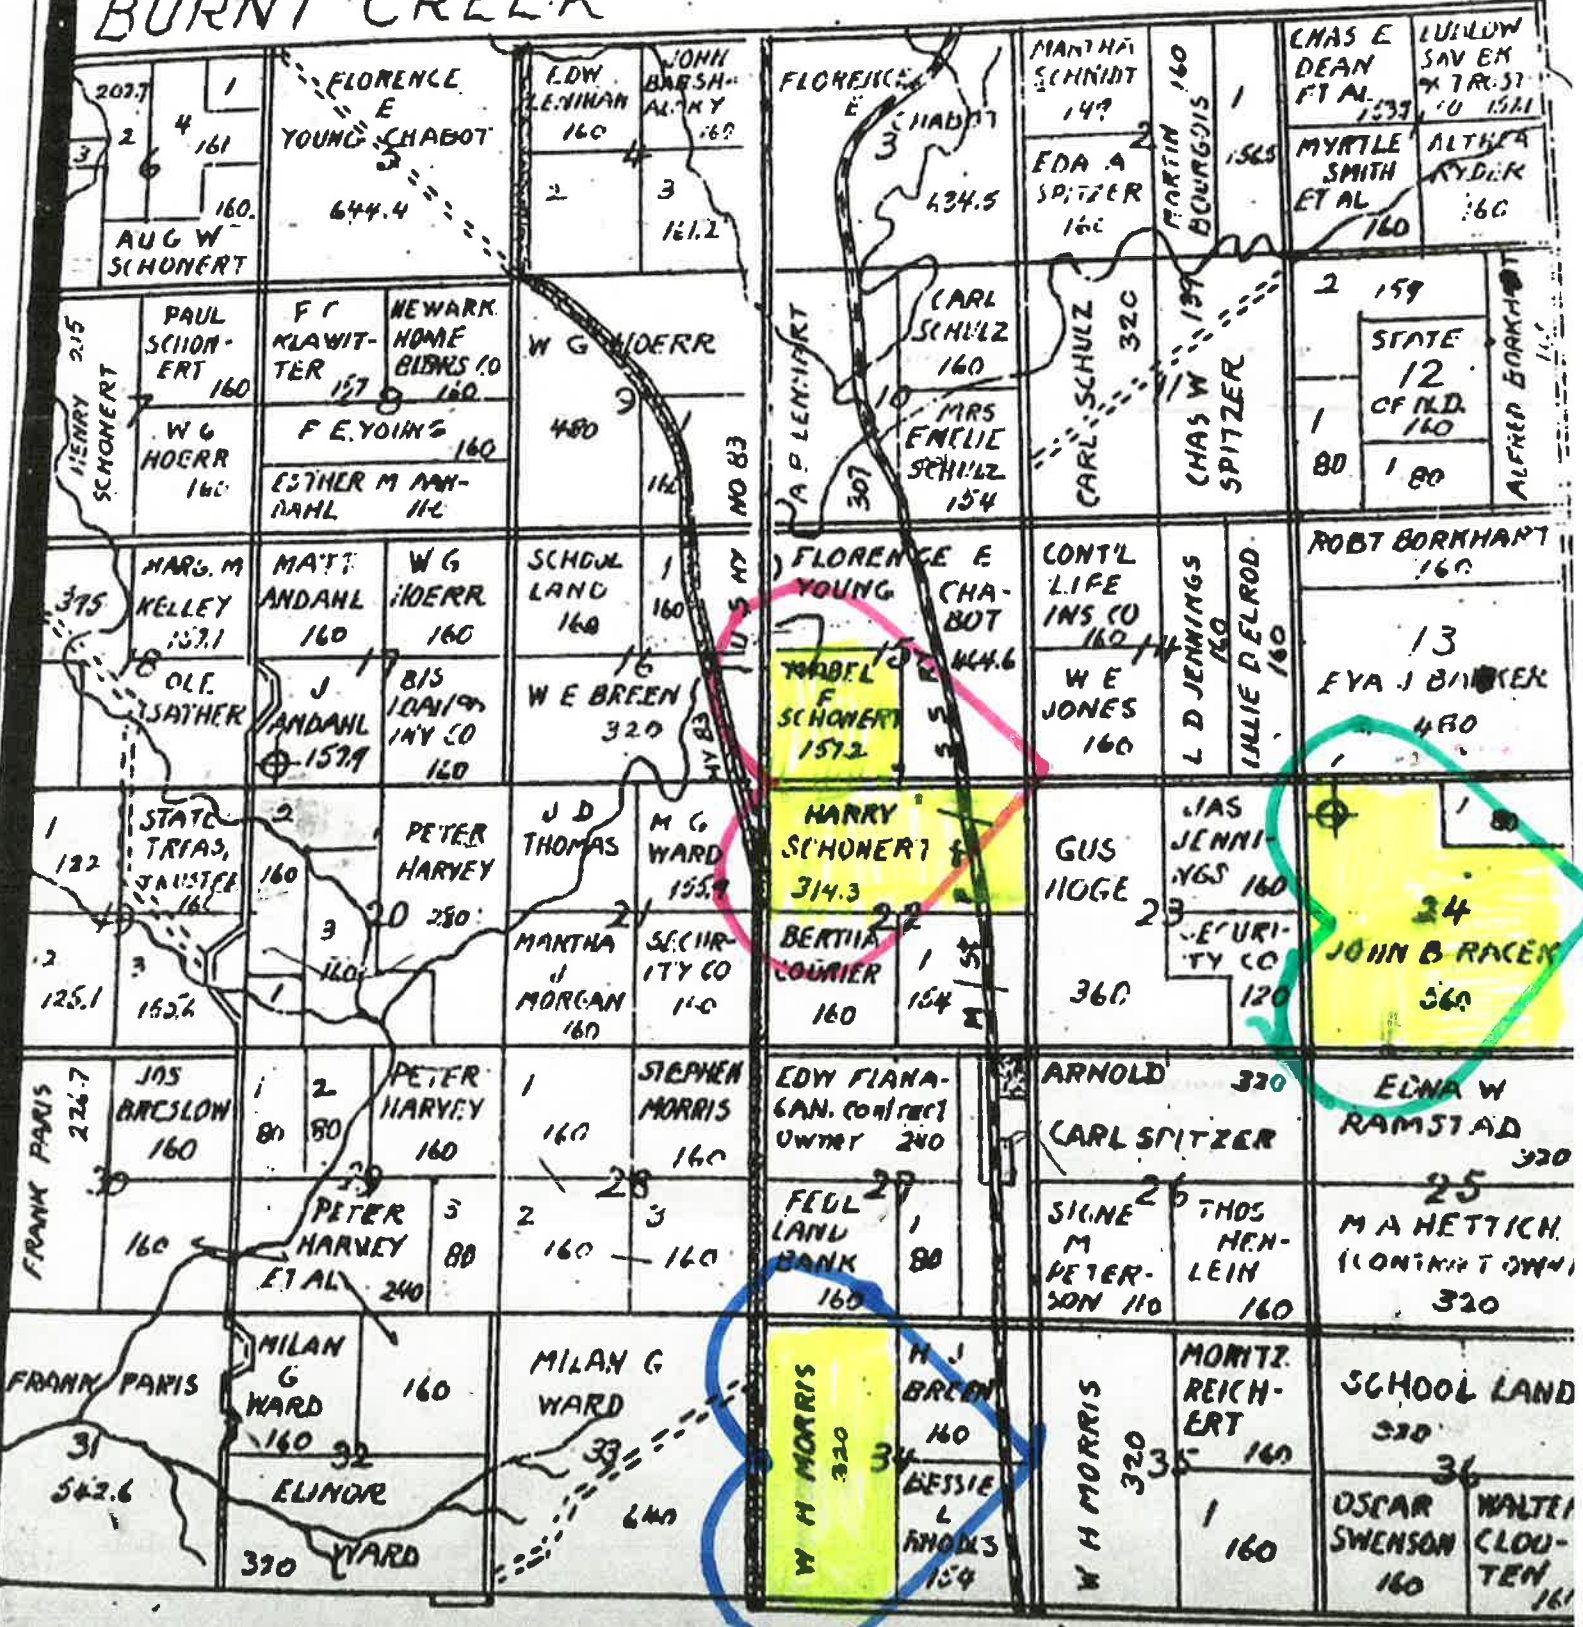 BURNT CREEK
207.7
2
4
1
161
3
6
160.
AUG W
SCHONERT
FLORENCE
E
YOUNG CHABOT
5
644.4
EDW
LENIHAN
160
JOHN
160
4
2
3
161.2
FLORENCE
E
CHABOT
3
634.5
MARTHA
SCHMIDT
149
2
EDA A
SPITZER
160
MARTIN 160
BOURGOIS
1
156.5
CHAS E
DEAN
ET AL
LUDLOW
SAV BK
& TRUST
CO
MYRTLE
SMITH
ET AL
160
ALTHEA
RYDER
160
HENRY 215
SCHONERT
PAUL
SCHON-
ERT
160
7
W G
HOERR
160
KLAWIT-
TER
157
NEWARK
HOME
BLDRS CO
160
8
F E. YOUNG
160
ESTHER M AAN-
DAHL
W G HOERR
9
480
1
160
US HY NO 83
A P LENHART
307
CARL
SCHULZ
160
10
MRS
EMELIE
SCHULZ
154
CARL SCHULZ
320
11
CHAS W 139
SPITZER
2
159
STATE
12
OF N.D.
160
1
80
1
80
ALFRED BORKHART
375
MARG. M
KELLEY
157.1
18
OLE
SATHER
MATT
ANDAHL
160
W G
HOERR
160
17
J
ANDAHL
157.9
BIS
LOAN &
INV CO
160
SCHOOL
LAND
160
1
160
16
W E BREEN
320
HWY 83
FLORENCE E
YOUNG CHA-
BOT
15
464.6
MABEL
F
SCHONERT
157.2
CONT'L
LIFE
INS CO
160
14
W E
JONES
160
L D JENNINGS
160
LILLIE D ELROD
160
ROBT BORKHART
160
13
EVA J BANKER
480
1
122
STATE
TREAS,
TRUSTEE
160
19
2
125.1
3
152.6
2
160
3
160
1
PETER
HARVEY
20
280
J D
THOMAS
M G
WARD
155.9
21
MARTHA
J
MORGAN
160
SECUR-
ITY CO
160
HARRY
SCHONERT
314.3
22
BERTHA
COURIER
160
1
154
M ST P & S S
GUS
HOGE
23
360
JAS
JENNI-
NGS 160
SECURI-
TY CO
120
1
80
24
JOHN B RACEK
560
FRANK PARIS
226.7
JOS
BRESLOW
160
30
160
1
80
2
80
PETER
HARVEY
160
29
PETER
HARVEY
ET AL
240
3
80
1
160
STEPHEN
MORRIS
160
28
2
160
3
160
EDW FLANA-
GAN. Contract
Owner 240
27
FEDL
LAND
BANK
160
1
80
ARNOLD 320
CARL SPITZER
26
SIGNE
M
PETER-
SON
THOS
HEN-
LEIN
160
EDNA W
RAMSTAD
320
25
M A HETTICH
(CONTRACT OWN
320
FRANK PARIS
31
542.6
MILAN
G
WARD
160
160
32
ELINOR
WARD
320
MILAN G
WARD
33
640
W H MORRIS
320
34
H J
BREEN
160
BESSIE
L
RHODES
154
W H MORRIS
320
35
MORITZ
REICH-
ERT
160
1
160
SCHOOL LAND
320
36
OSCAR
SWENSON
160
WALTER
CLOU-
TEN